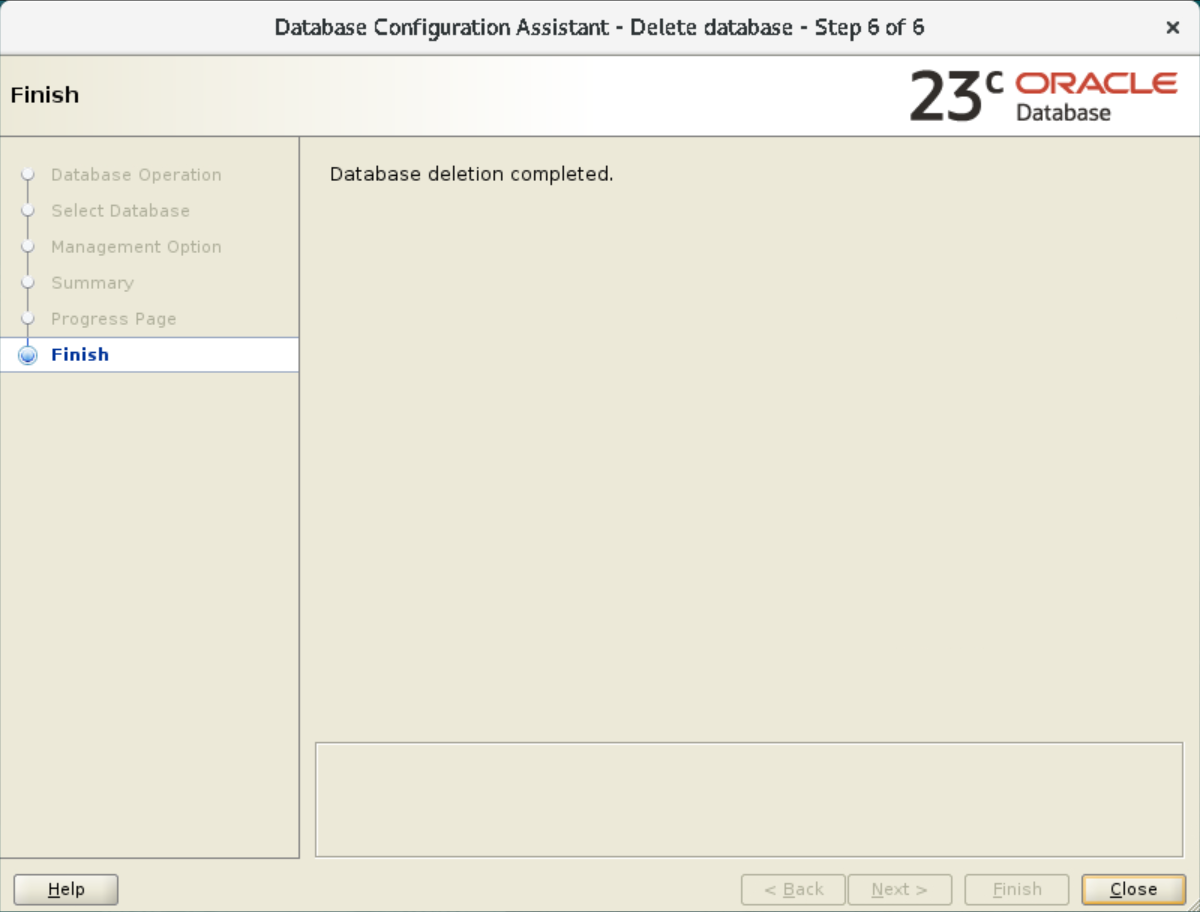 Database Configuration Assistant - Delete database - Step 6 of 6
Finish
23c ORACLE
Database
Database Operation
Select Database
Management Option
Summary
Progress Page
Finish
Database deletion completed.
Help
< Back
Next >
Finish
Close